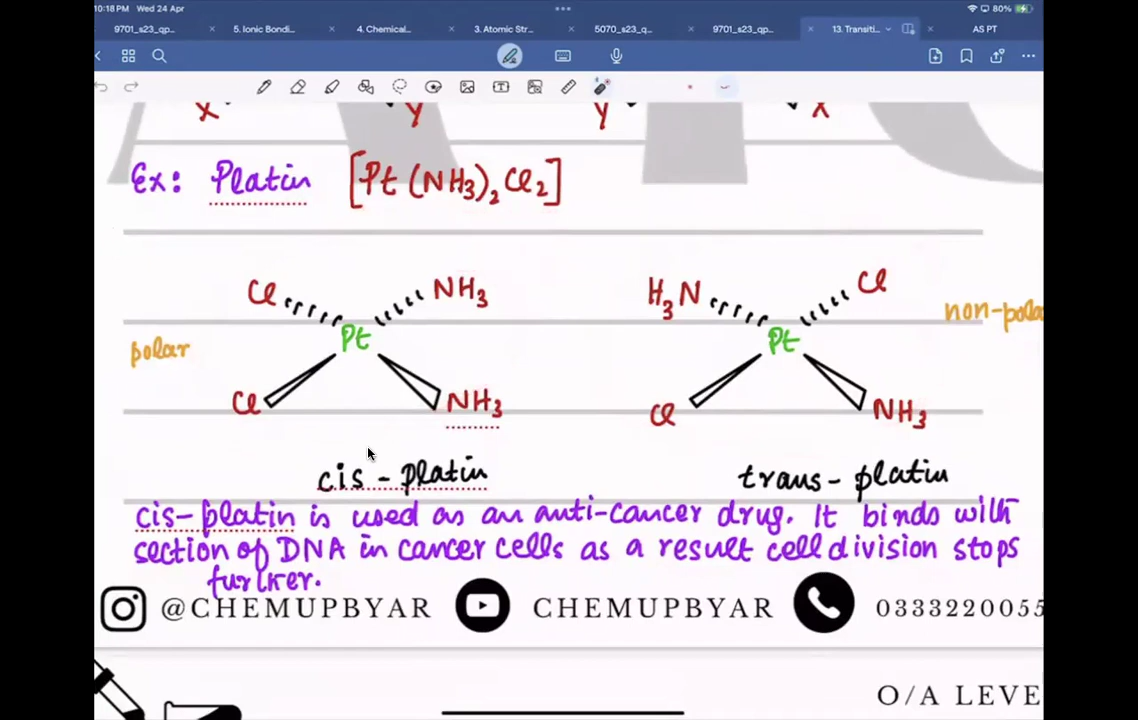 10:18 PM Wed 24 Apr
80%
9701_s23_qp... 5. Ionic Bondi... 4. Chemical... 3. Atomic Str... 5070_s23_q... 9701_s23_qp... 13. Transiti... AS PT
X Y Y X
Ex: Platin [Pt (NH3)2 Cl2]
Cl NH3 H3N Cl
non-pola
Pt Pt
polar
Cl NH3 Cl NH3
cis - platin trans - platin
cis-platin is used as an anti-cancer drug. It binds with
section of DNA in cancer cells as a result cell division stops
further.
@CHEMUPBYAR CHEMUPBYAR 0333220055
O/A LEVE